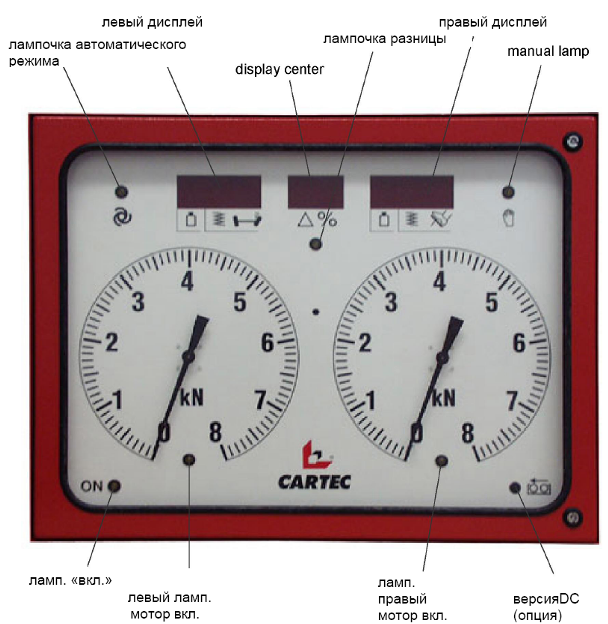 левый дисплей
правый дисплей
лампочка автоматического
режима
лампочка разницы
manual lamp
display center
△ %
4
3
5
2
6
1
7
kN
0
8
4
3
5
2
6
1
7
kN
0
8
ON
CARTEC
ламп. «вкл.»
левый ламп.
мотор вкл.
ламп.
правый
мотор вкл.
версияDC
(опция)